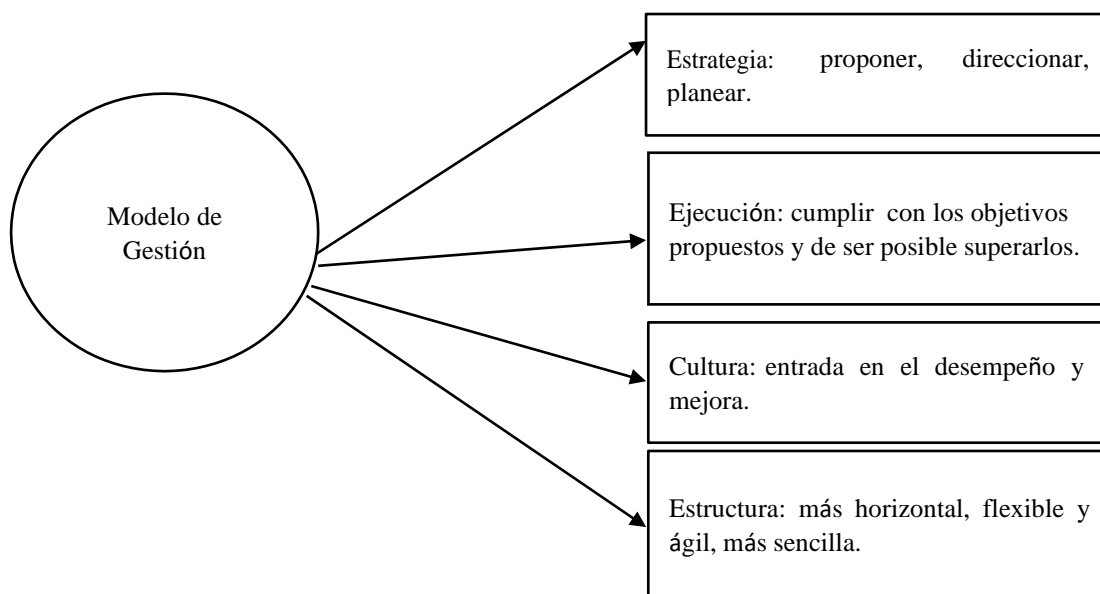 Modelo de
Gestión
Estrategia: proponer, direccionar,
planear.
Ejecución: cumplir con los objetivos
propuestos y de ser posible superarlos.
Cultura: entrada en el desempeño y
mejora.
Estructura: más horizontal, flexible y
ágil, más sencilla.